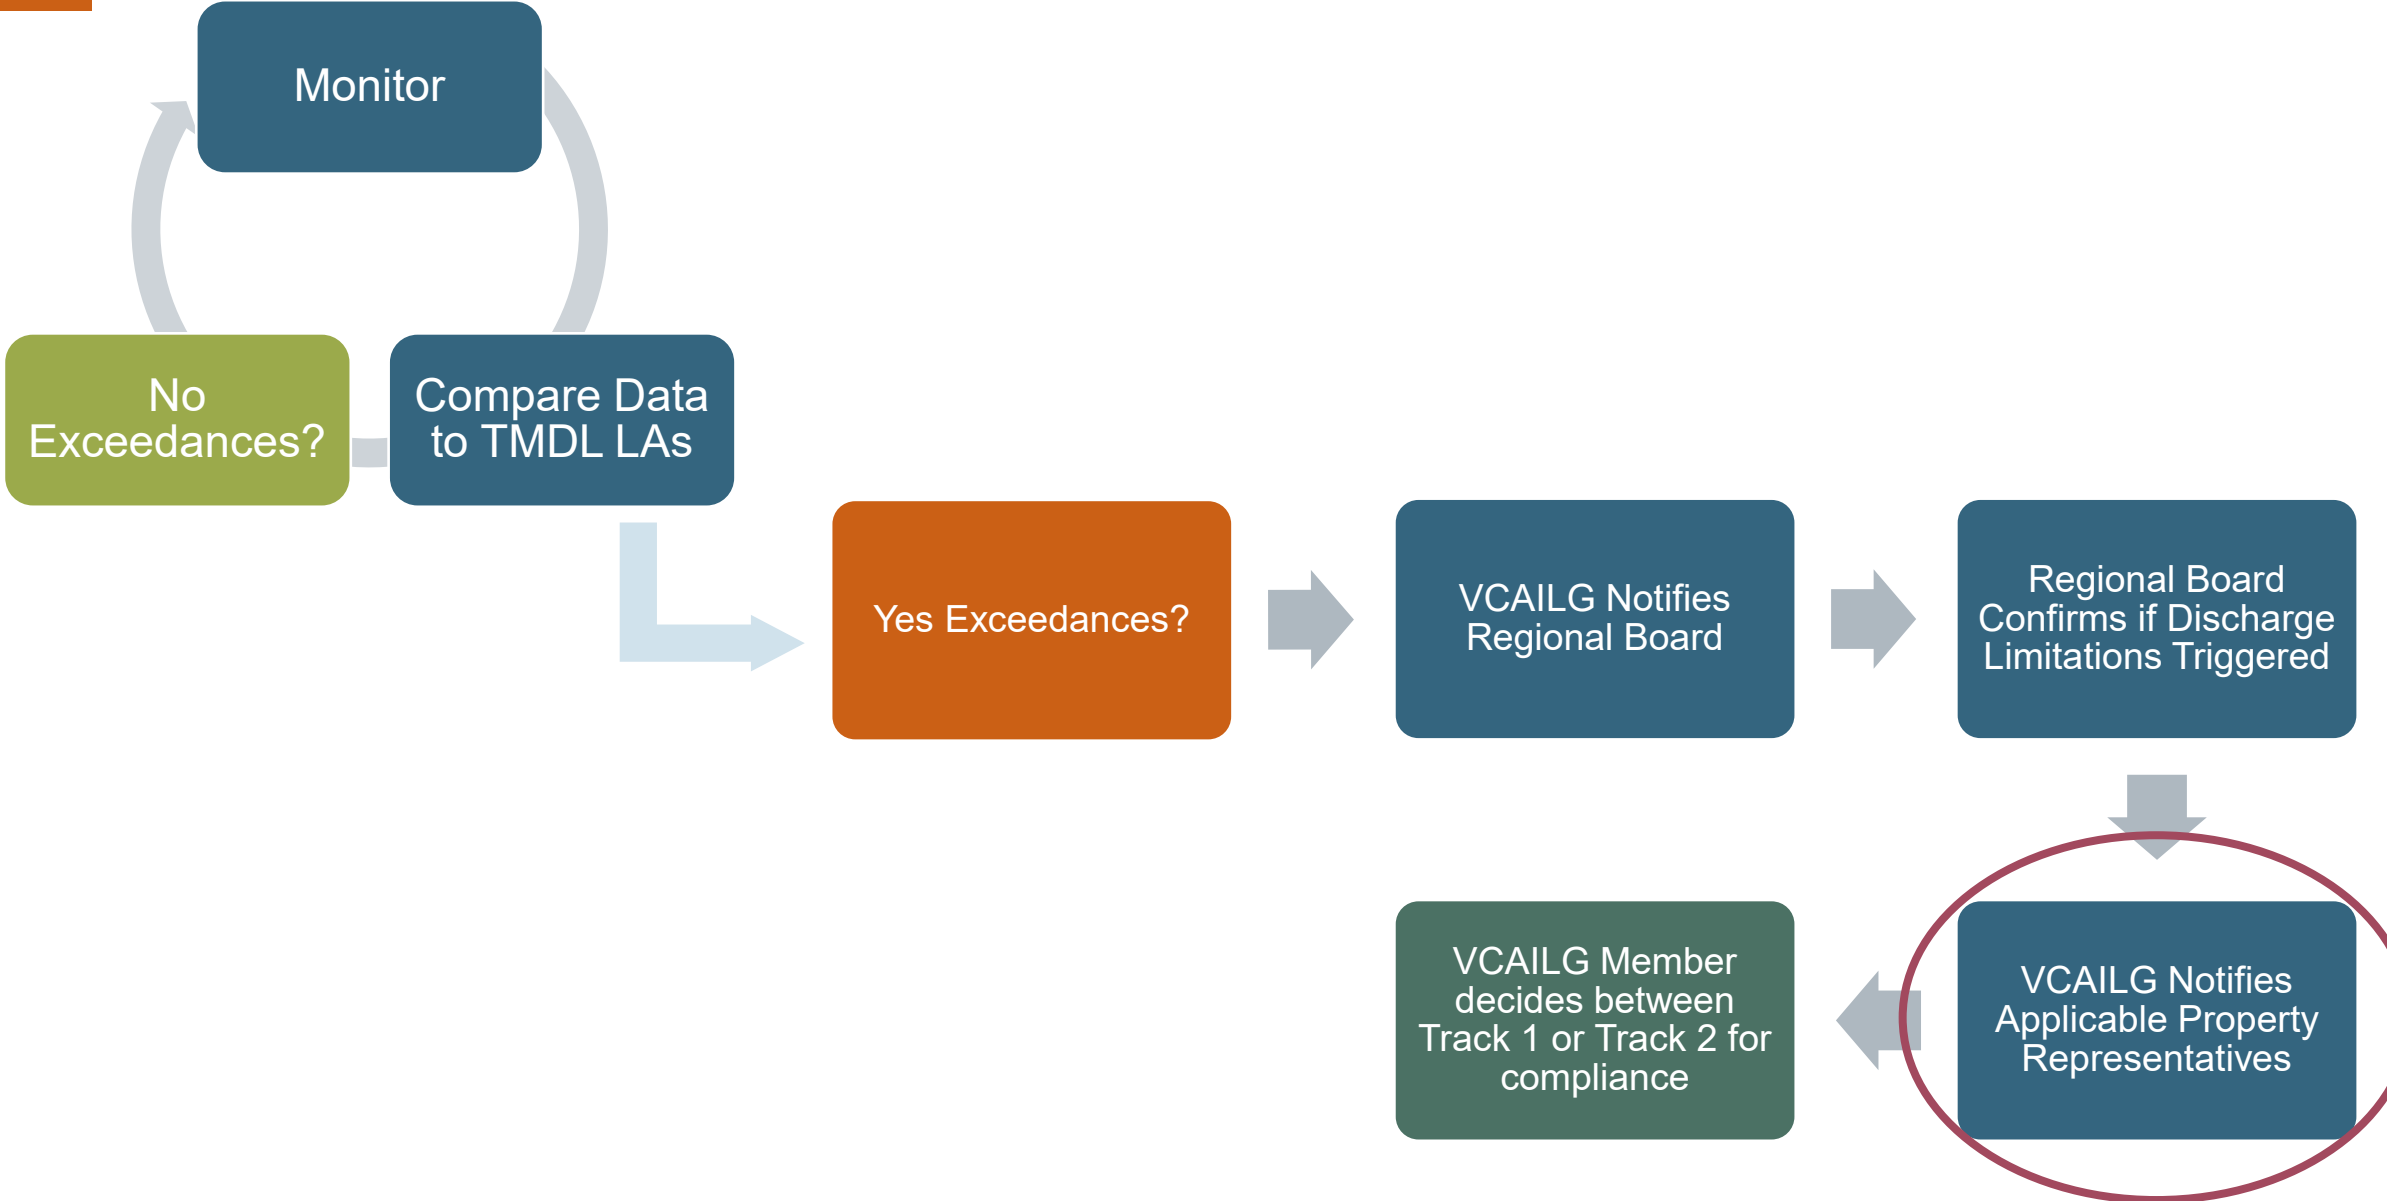 Monitor
No
Exceedances?
Compare Data
to TMDL LAs
Yes Exceedances?
VCAILG Notifies
Regional Board
Regional Board
Confirms if Discharge
Limitations Triggered
VCAILG Notifies
Applicable Property
Representatives
VCAILG Member
decides between
Track 1 or Track 2 for
compliance